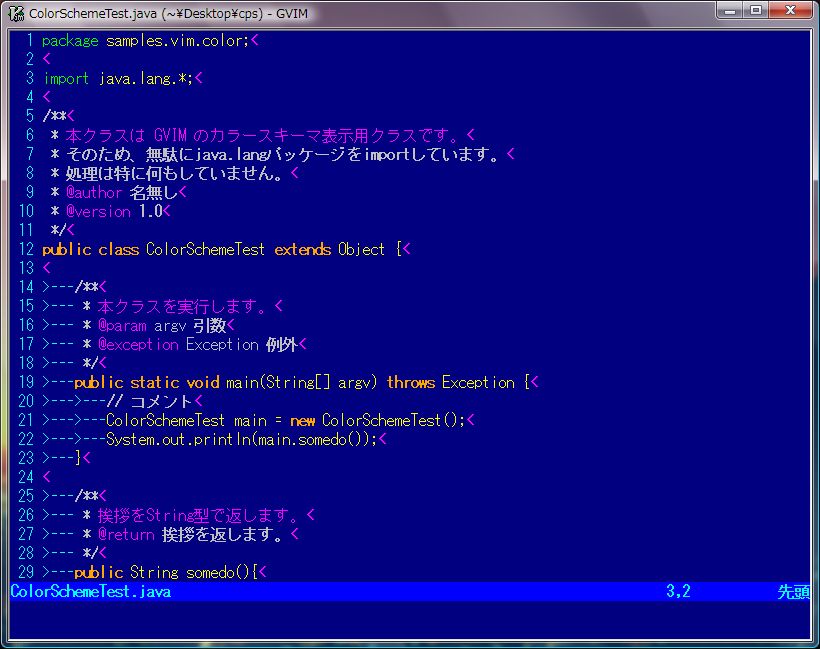 ColorSchemeTest.java (~¥Desktop¥cps) - GVIM
1 package samples.vim.color;<
2 <
3 import java.lang.*;<
4 <
5 /**<
6  * 本クラスは GVIM のカラースキーマ表示用クラスです。<
7  * そのため、無駄にjava.langパッケージをimportしています。<
8  * 処理は特に何もしていません。<
9  * @author 名無し<
10  * @version 1.0<
11  */<
12 public class ColorSchemeTest extends Object {<
13 <
14 >---/**<
15 >--- * 本クラスを実行します。<
16 >--- * @param argv 引数<
17 >--- * @exception Exception 例外<
18 >--- */<
19 >---public static void main(String[] argv) throws Exception {<
20 >--->---// コメント<
21 >--->---ColorSchemeTest main = new ColorSchemeTest();<
22 >--->---System.out.println(main.somedo());<
23 >---}<
24 <
25 >---/**<
26 >--- * 挨拶をString型で返します。<
27 >--- * @return 挨拶を返します。<
28 >--- */<
29 >---public String somedo(){<
ColorSchemeTest.java 3,2 先頭